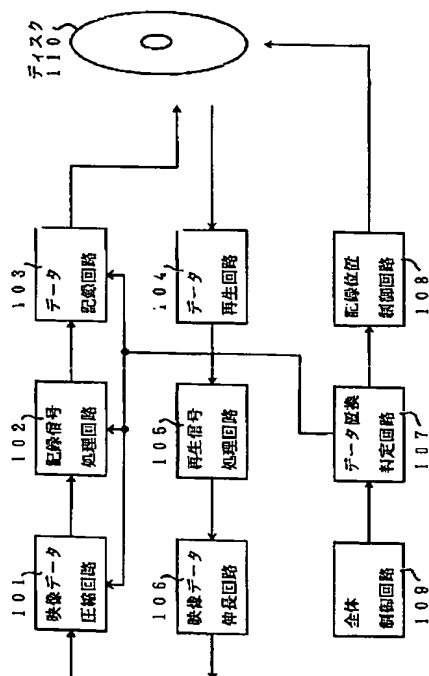 101
映像データ
圧縮回路
102
記録信号
処理回路
103
データ
記録回路
ディスク
110
106
映像データ
伸長回路
105
再生信号
処理回路
104
データ
再生回路
109
全体
制御回路
107
データ置換
判定回路
108
記録位置
制御回路